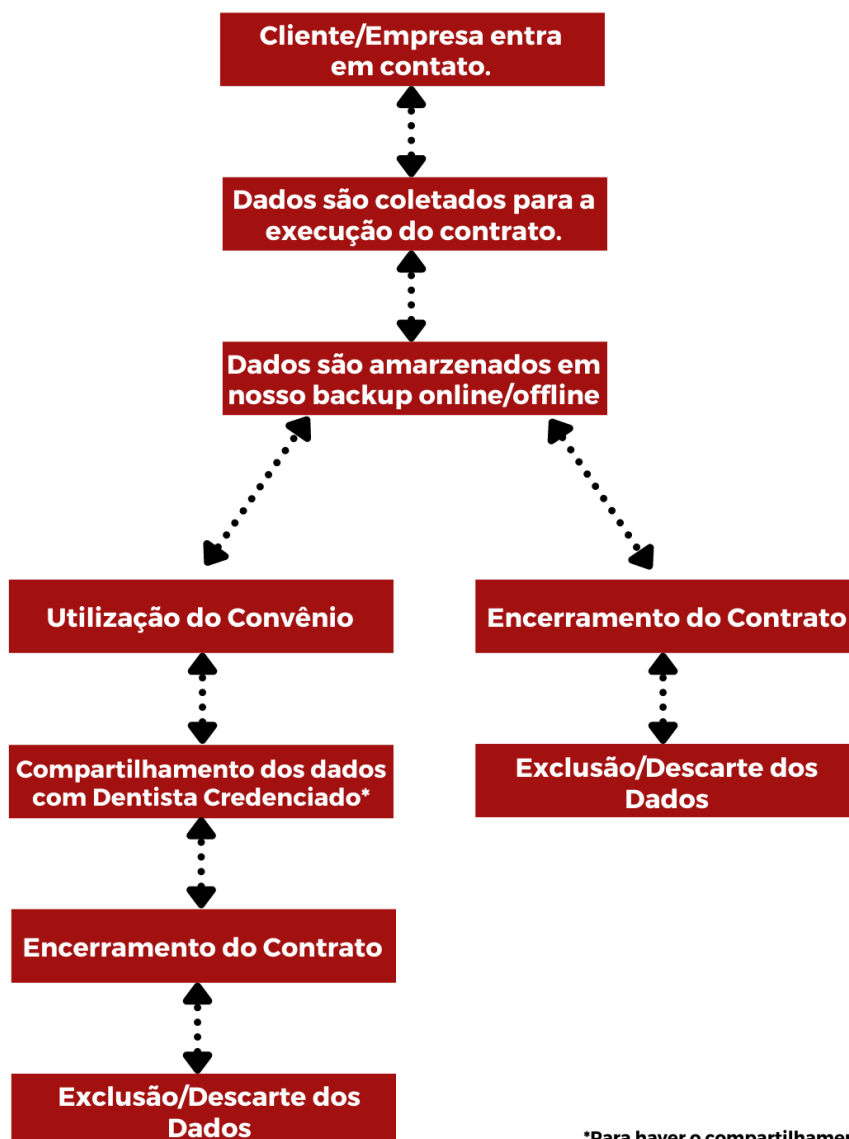 Cliente/Empresa entra
em contato.
Dados são coletados para a
execução do contrato.
Dados são amarzenados em
nosso backup online/offline
Utilização do Convênio
Encerramento do Contrato
Compartilhamento dos dados
com Dentista Credenciado*
Exclusão/Descarte dos
Dados
Encerramento do Contrato
Exclusão/Descarte dos
Dados
*Para haver o compartilhamen